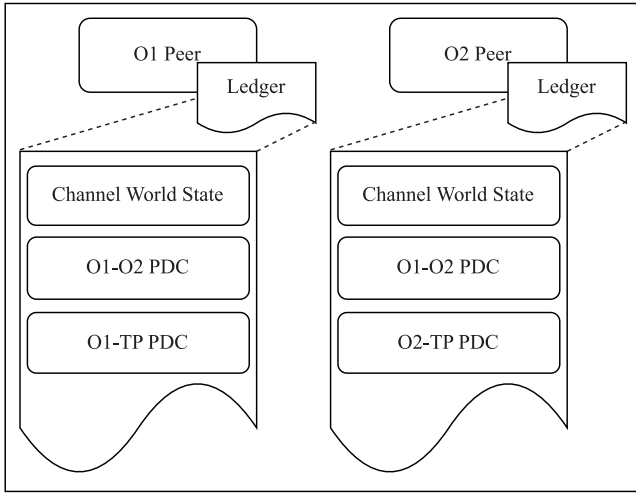 O1 Peer
Ledger
Channel World State
O1-O2 PDC
O1-TP PDC
O2 Peer
Ledger
Channel World State
O1-O2 PDC
O2-TP PDC